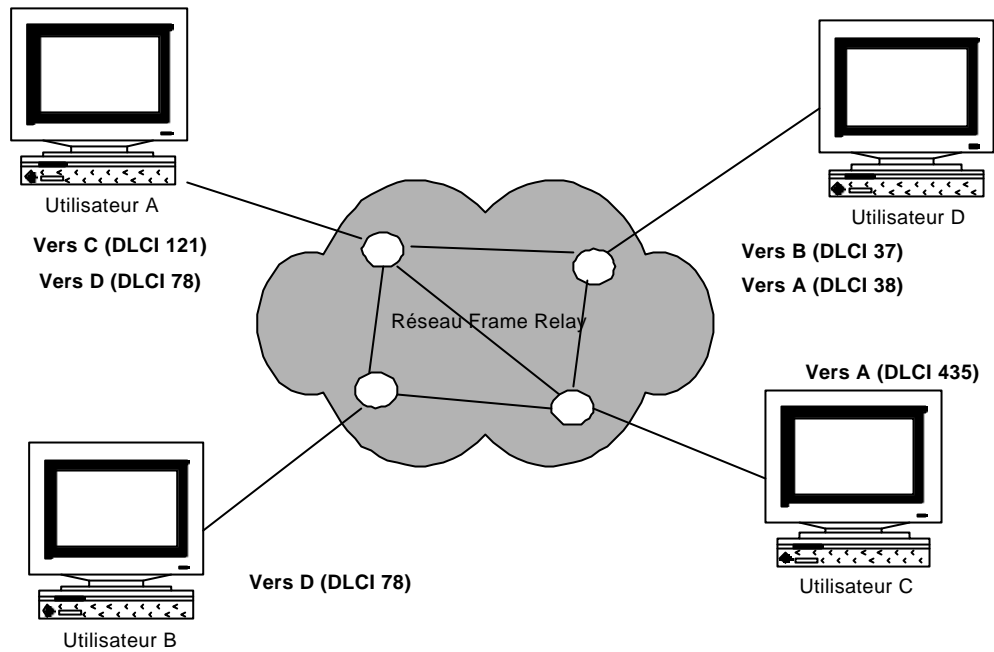 Utilisateur A
Vers C (DLCI 121)
Vers D (DLCI 78)
Utilisateur D
Vers B (DLCI 37)
Vers A (DLCI 38)
Réseau Frame Relay
Vers A (DLCI 435)
Utilisateur C
Vers D (DLCI 78)
Utilisateur B